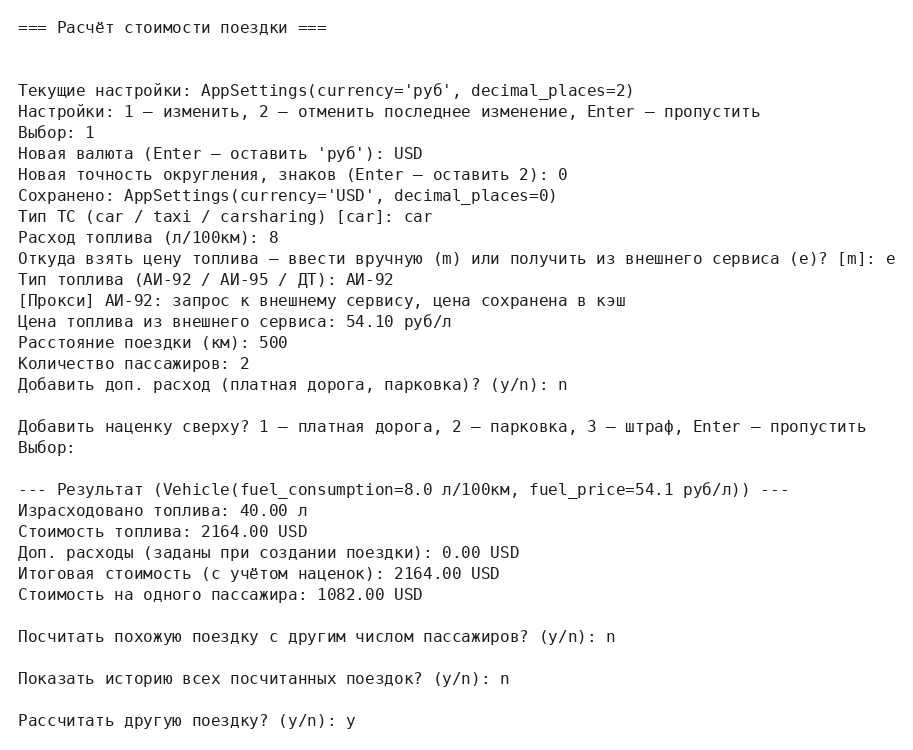 === Расчёт стоимости поездки ===
Текущие настройки: AppSettings(currency='руб', decimal_places=2)
Настройки: 1 — изменить, 2 — отменить последнее изменение, Enter — пропустить
Выбор: 1
Новая валюта (Enter — оставить 'руб'): USD
Новая точность округления, знаков (Enter — оставить 2): 0
Сохранено: AppSettings(currency='USD', decimal_places=0)
Тип ТС (car / taxi / carsharing) [car]: car
Расход топлива (л/100км): 8
Откуда взять цену топлива — ввести вручную (m) или получить из внешнего сервиса (e)? [m]: e
Тип топлива (АИ-92 / АИ-95 / ДТ): АИ-92
[Прокси] АИ-92: запрос к внешнему сервису, цена сохранена в кэш
Цена топлива из внешнего сервиса: 54.10 руб/л
Расстояние поездки (км): 500
Количество пассажиров: 2
Добавить доп. расход (платная дорога, парковка)? (y/n): n
Добавить наценку сверху? 1 — платная дорога, 2 — парковка, 3 — штраф, Enter — пропустить
Выбор:
--- Результат (Vehicle(fuel_consumption=8.0 л/100км, fuel_price=54.1 руб/л)) ---
Израсходовано топлива: 40.00 л
Стоимость топлива: 2164.00 USD
Доп. расходы (заданы при создании поездки): 0.00 USD
Итоговая стоимость (с учётом наценок): 2164.00 USD
Стоимость на одного пассажира: 1082.00 USD
Посчитать похожую поездку с другим числом пассажиров? (y/n): n
Показать историю всех посчитанных поездок? (y/n): n
Рассчитать другую поездку? (y/n): y